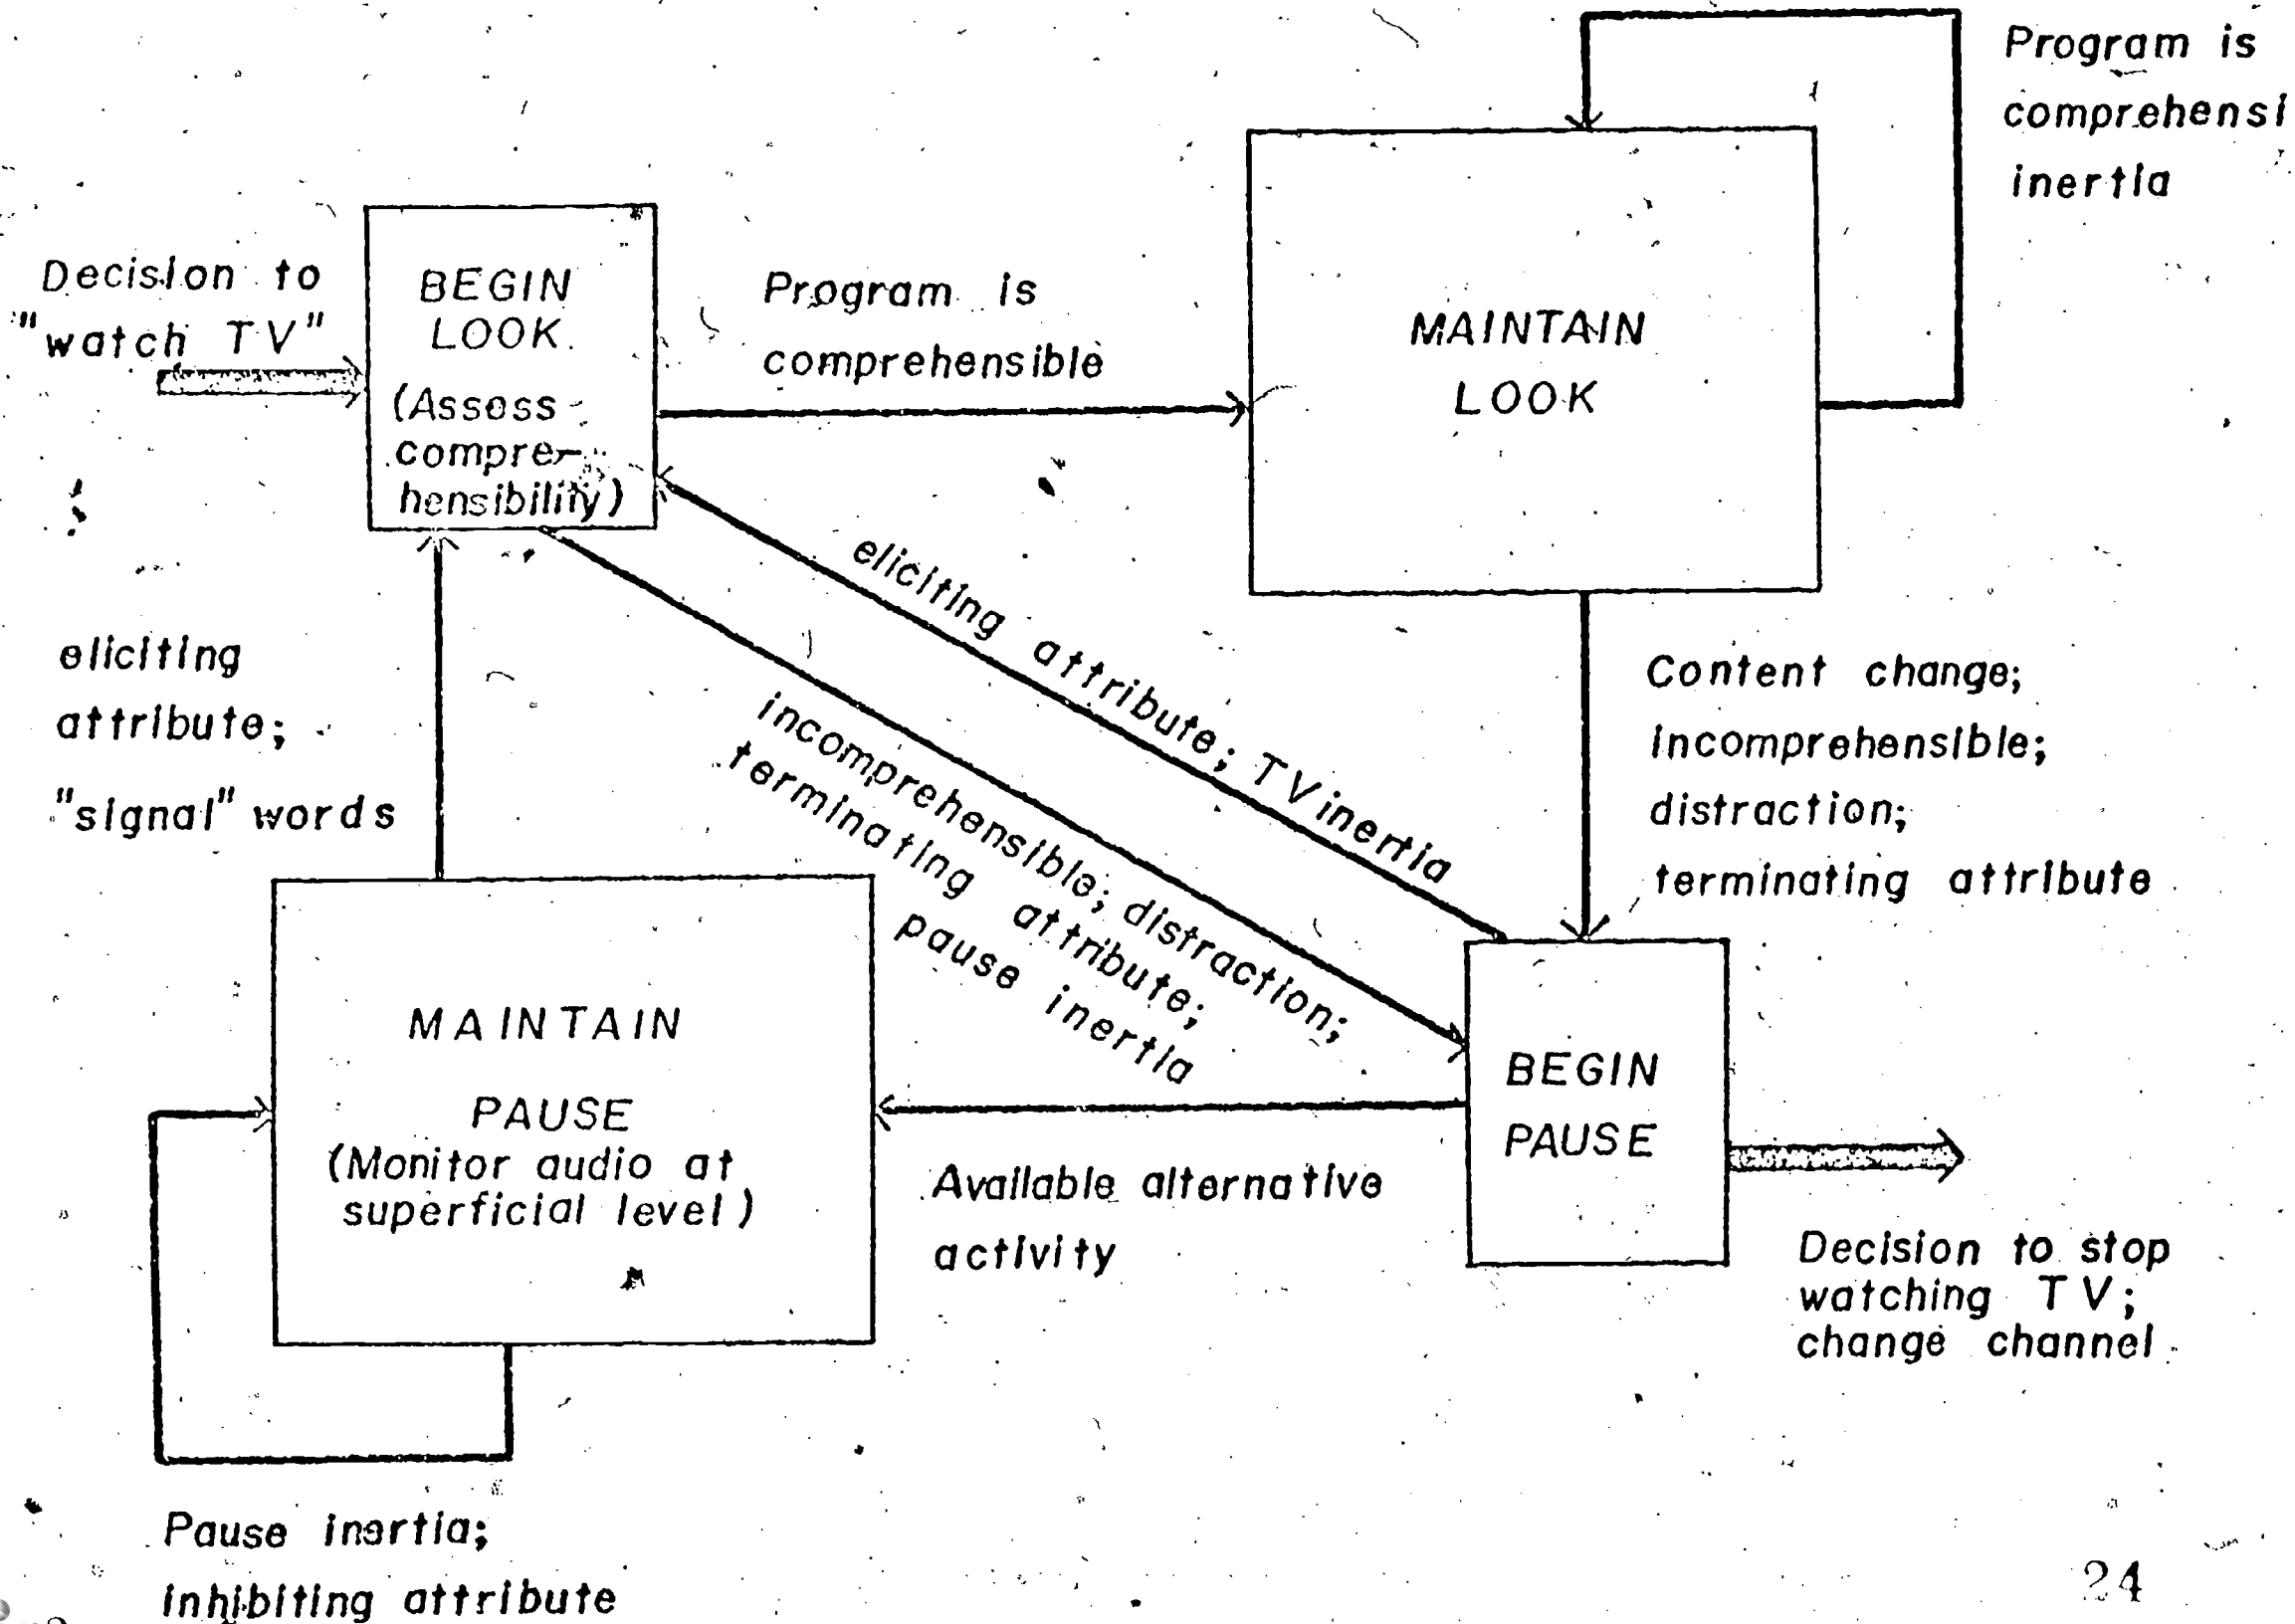 Program is
comprehensi
inertia
Decision to
"watch TV"
BEGIN
LOOK
(Assess
compre-
hensibility)
Program is
comprehensible
MAINTAIN
LOOK
eliciting attribute; TV inertia
incomprehensible; distraction;
terminating attribute;
pause inertia
eliciting
attribute;
"signal" words
Content change;
incomprehensible;
distraction;
terminating attribute
MAINTAIN
PAUSE
(Monitor audio at
superficial level)
BEGIN
PAUSE
Available alternative
activity
Decision to stop
watching TV;
change channel
Pause inertia;
inhibiting attribute
24